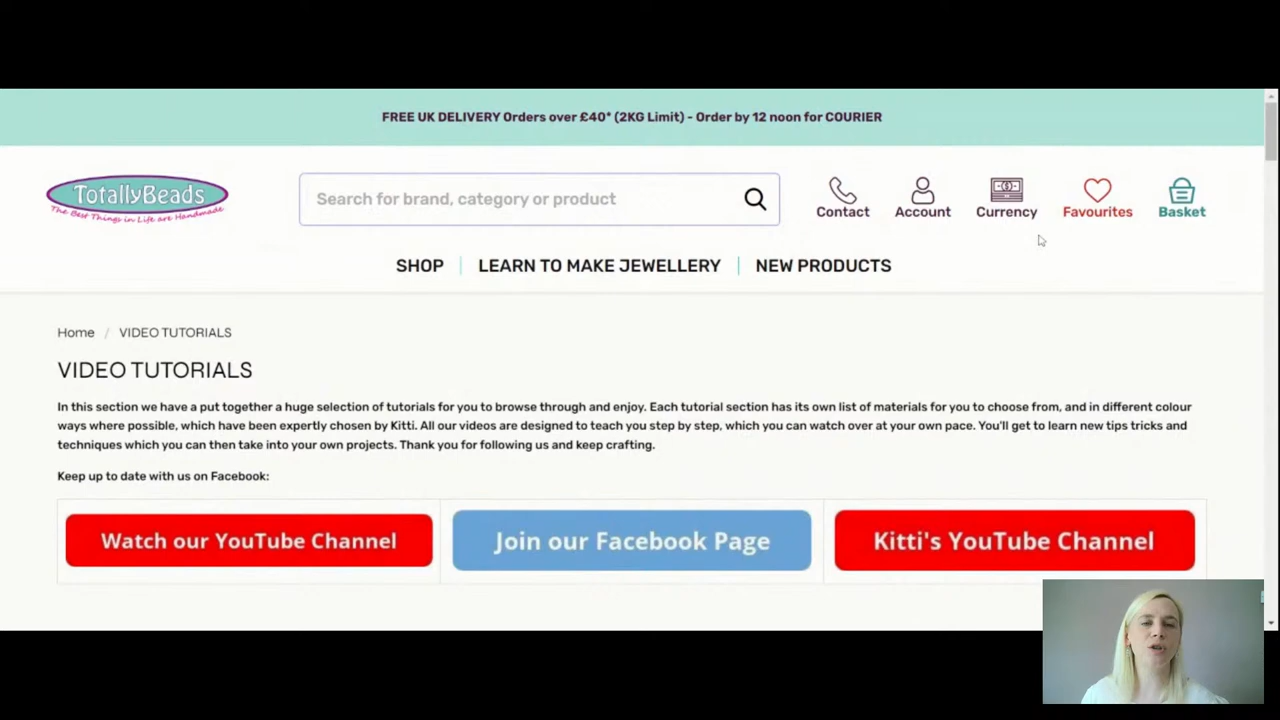 FREE UK DELIVERY Orders over £40* (2KG Limit) - Order by 12 noon for COURIER
TotallyBeads
The Best Things in Life are Handmade
Search for brand, category or product
Contact
Account
Currency
Favourites
Basket
SHOP
LEARN TO MAKE JEWELLERY
NEW PRODUCTS
Home / VIDEO TUTORIALS
VIDEO TUTORIALS
In this section we have a put together a huge selection of tutorials for you to browse through and enjoy. Each tutorial section has its own list of materials for you to choose from, and in different colour
ways where possible, which have been expertly chosen by Kitti. All our videos are designed to teach you step by step, which you can watch over at your own pace. You'll get to learn new tips tricks and
techniques which you can then take into your own projects. Thank you for following us and keep crafting.
Keep up to date with us on Facebook:
Watch our YouTube Channel
Join our Facebook Page
Kitti's YouTube Channel